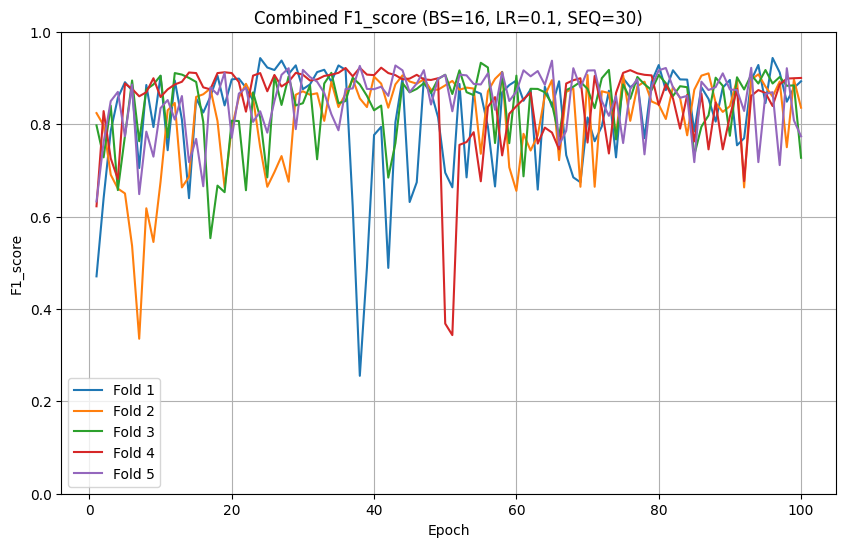 Combined F1_score (BS=16, LR=0.1, SEQ=30)
F1_score
1.0
0.8
0.6
0.4
0.2
0.0
Fold 1
Fold 2
Fold 3
Fold 4
Fold 5
0 20 40 60 80 100
Epoch